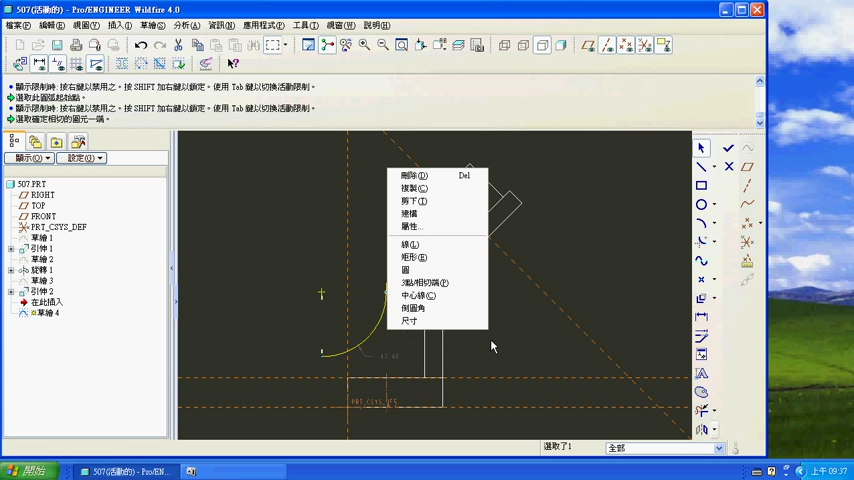 507(活動的) - Pro/ENGINEER Wildfire 4.0
檔案(F) 編輯(E) 視圖(V) 插入(I) 草繪(S) 分析(A) 資訊(N) 應用程式(P) 工具(T) 視窗(W) 說明(H)
顯示限制時: 按右鍵以禁用之。按 SHIFT 加右鍵以鎖定。使用 Tab 鍵以切換活動限制。
選取此圓弧起始點。
顯示限制時: 按右鍵以禁用之。按 SHIFT 加右鍵以鎖定。使用 Tab 鍵以切換活動限制。
選取確定相切的圖元一端。
顯示(O) 設定(G)
507.PRT
RIGHT
TOP
FRONT
PRT_CSYS_DEF
草繪 1
引伸 1
草繪 2
旋轉 1
草繪 3
引伸 2
在此插入
草繪 4
刪除(D) Del
複製(C)
剪下(T)
建構
屬性...
線(L)
矩形(E)
圓
3點/相切端(P)
中心線(C)
倒圓角
尺寸
PRT_CSYS_DEF
選取了1
全部
開始
507(活動的) - Pro/EN...
上午 09:37